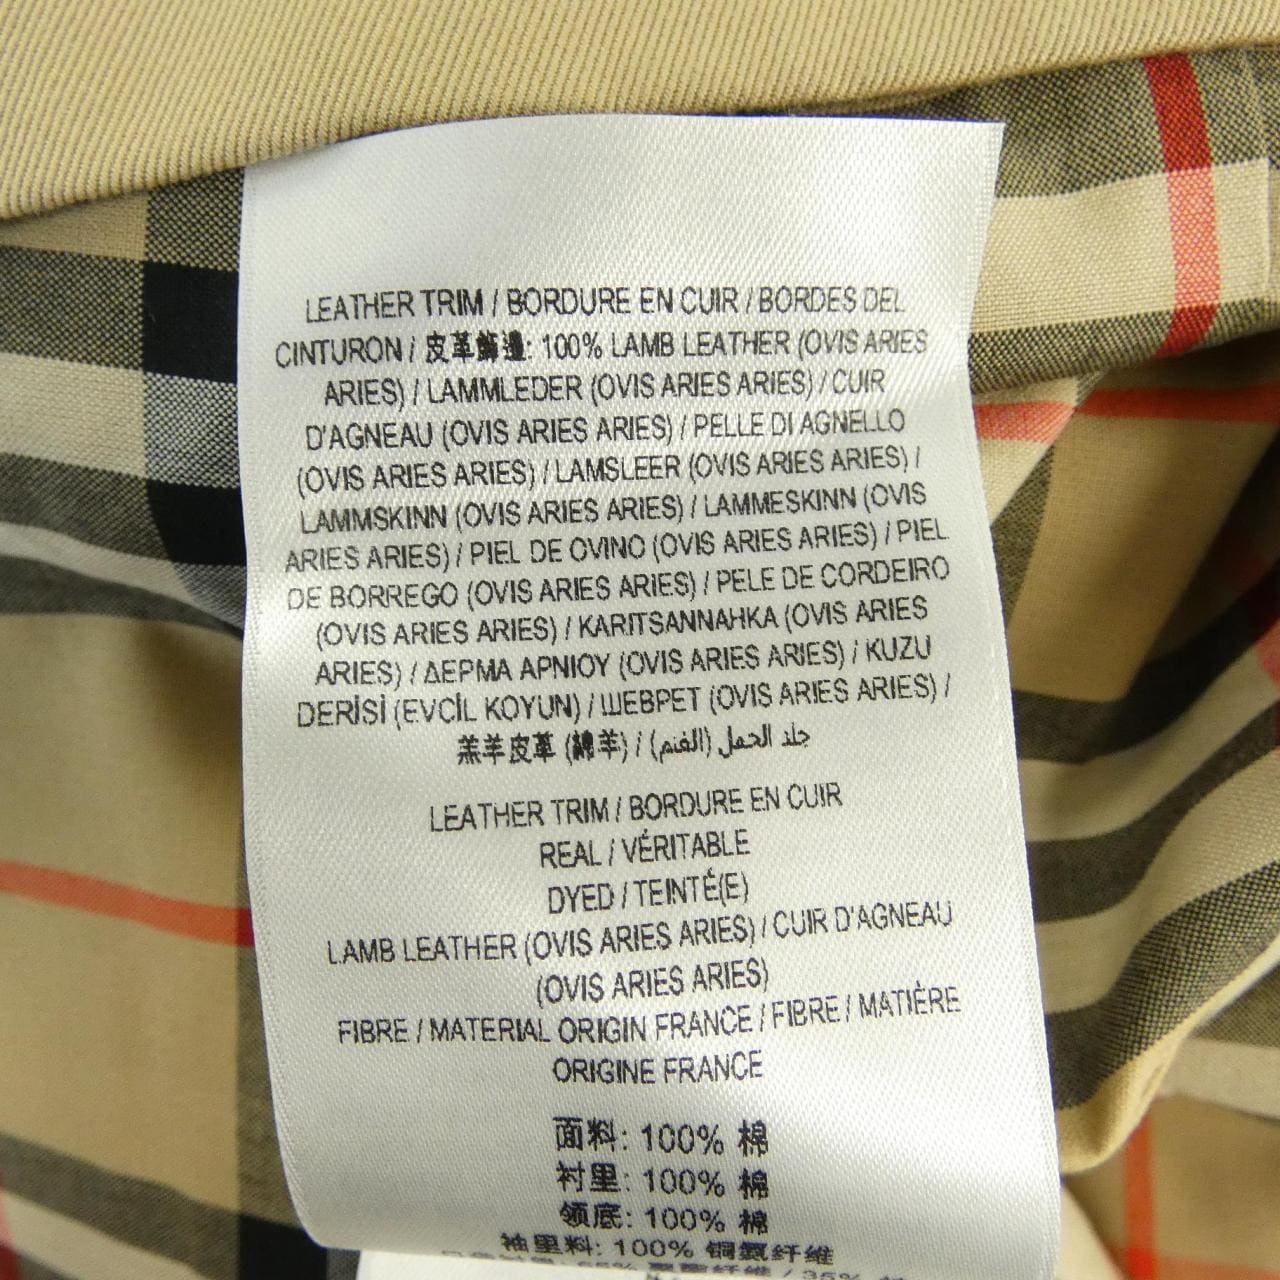 LEATHER TRIM / BORDURE EN CUIR / BORDES DEL
CINTURON / 皮革飾邊: 100% LAMB LEATHER (OVIS ARIES
ARIES) / LAMMLEDER (OVIS ARIES ARIES) / CUIR
D'AGNEAU (OVIS ARIES ARIES) / PELLE DI AGNELLO
(OVIS ARIES ARIES) / LAMSLEER (OVIS ARIES ARIES) /
LAMMSKINN (OVIS ARIES ARIES) / LAMMESKINN (OVIS
ARIES ARIES) / PIEL DE OVINO (OVIS ARIES ARIES) / PIEL
DE BORREGO (OVIS ARIES ARIES) / PELE DE CORDEIRO
(OVIS ARIES ARIES) / KARITSANNAHKA (OVIS ARIES
ARIES) / ΔΕΡΜΑ ΑΡΝΙΟΥ (OVIS ARIES ARIES) / KUZU
DERİSİ (EVCİL KOYUN) / ШЕВРЕТ (OVIS ARIES ARIES) /
羔羊皮革 (綿羊) / جلد الحمل (الغنم)
LEATHER TRIM / BORDURE EN CUIR
REAL / VÉRITABLE
DYED / TEINTÉ(E)
LAMB LEATHER (OVIS ARIES ARIES) / CUIR D'AGNEAU
(OVIS ARIES ARIES)
FIBRE / MATERIAL ORIGIN FRANCE / FIBRE / MATIÈRE
ORIGINE FRANCE
面料: 100% 棉
衬里: 100% 棉
领底: 100% 棉
袖里料: 100% 铜氨纤维